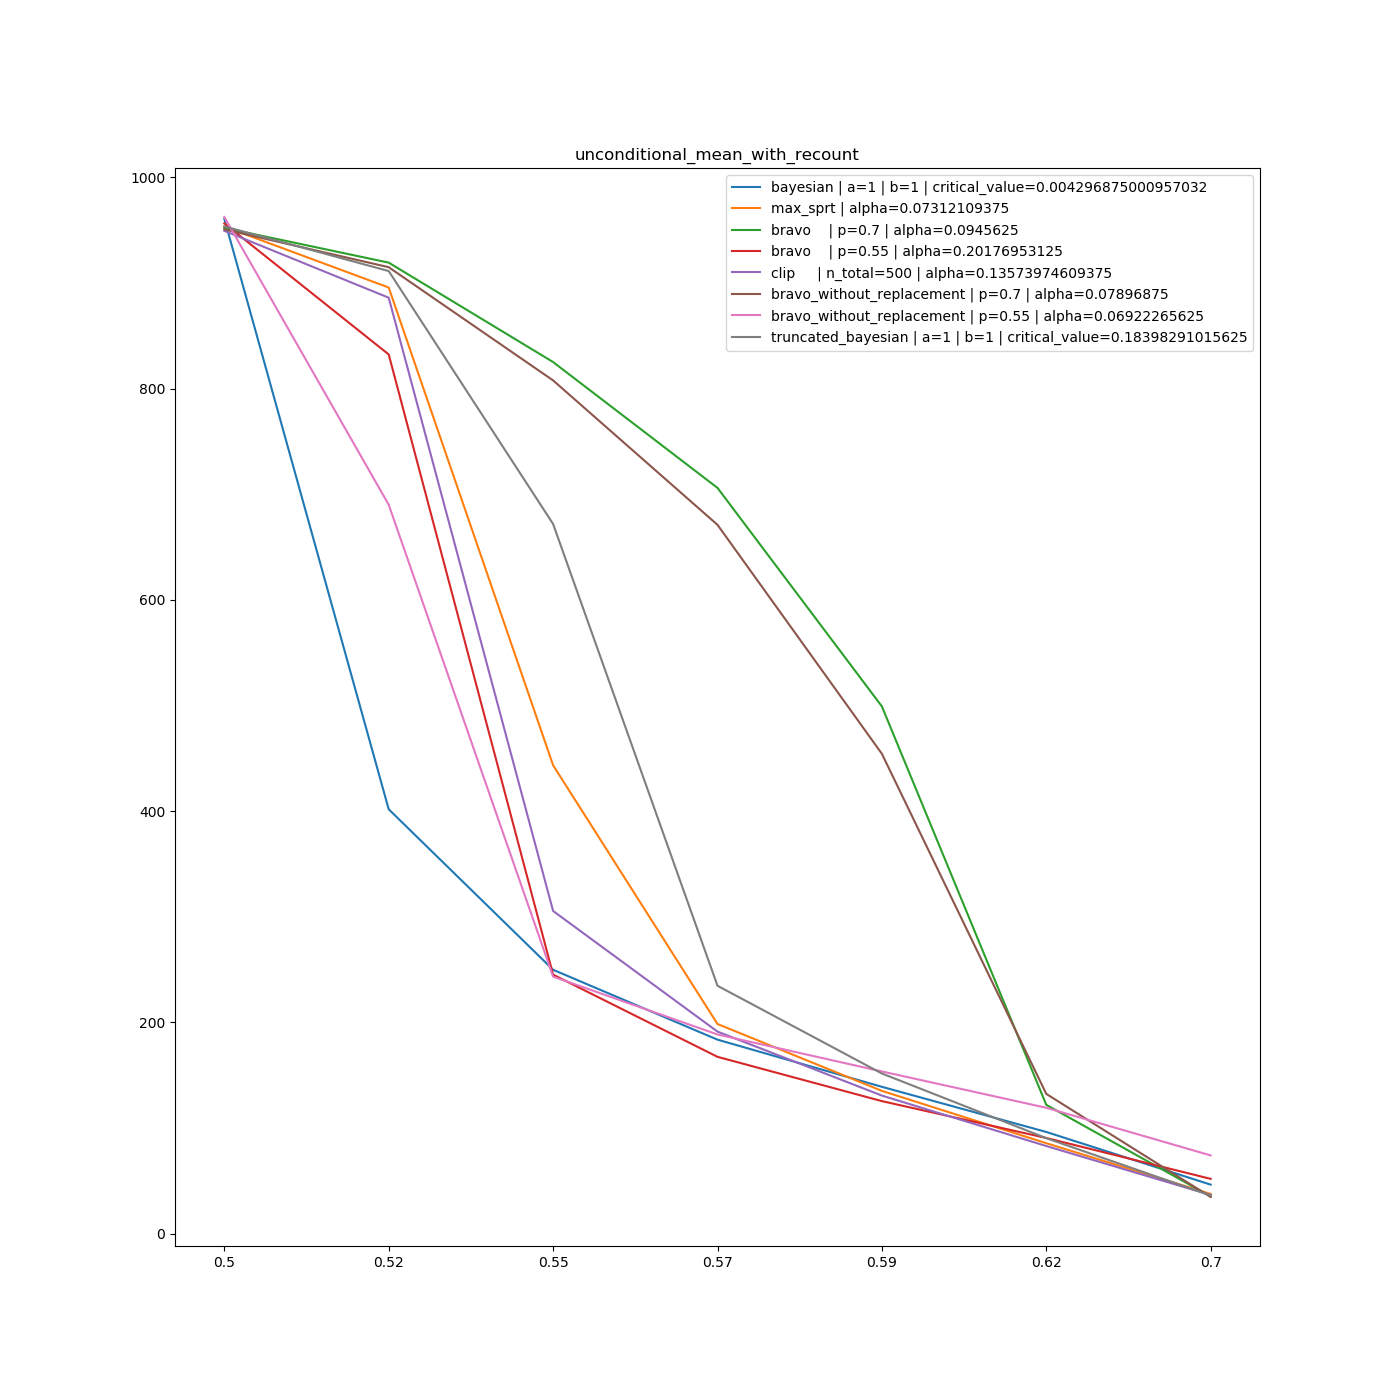 unconditional_mean_with_recount
1000
800
600
400
200
0
bayesian | a=1 | b=1 | critical_value=0.004296875000957032
max_sprt | alpha=0.07312109375
bravo    | p=0.7 | alpha=0.0945625
bravo    | p=0.55 | alpha=0.20176953125
clip     | n_total=500 | alpha=0.13573974609375
bravo_without_replacement | p=0.7 | alpha=0.07896875
bravo_without_replacement | p=0.55 | alpha=0.06922265625
truncated_bayesian | a=1 | b=1 | critical_value=0.18398291015625
0.5 0.52 0.55 0.57 0.59 0.62 0.7